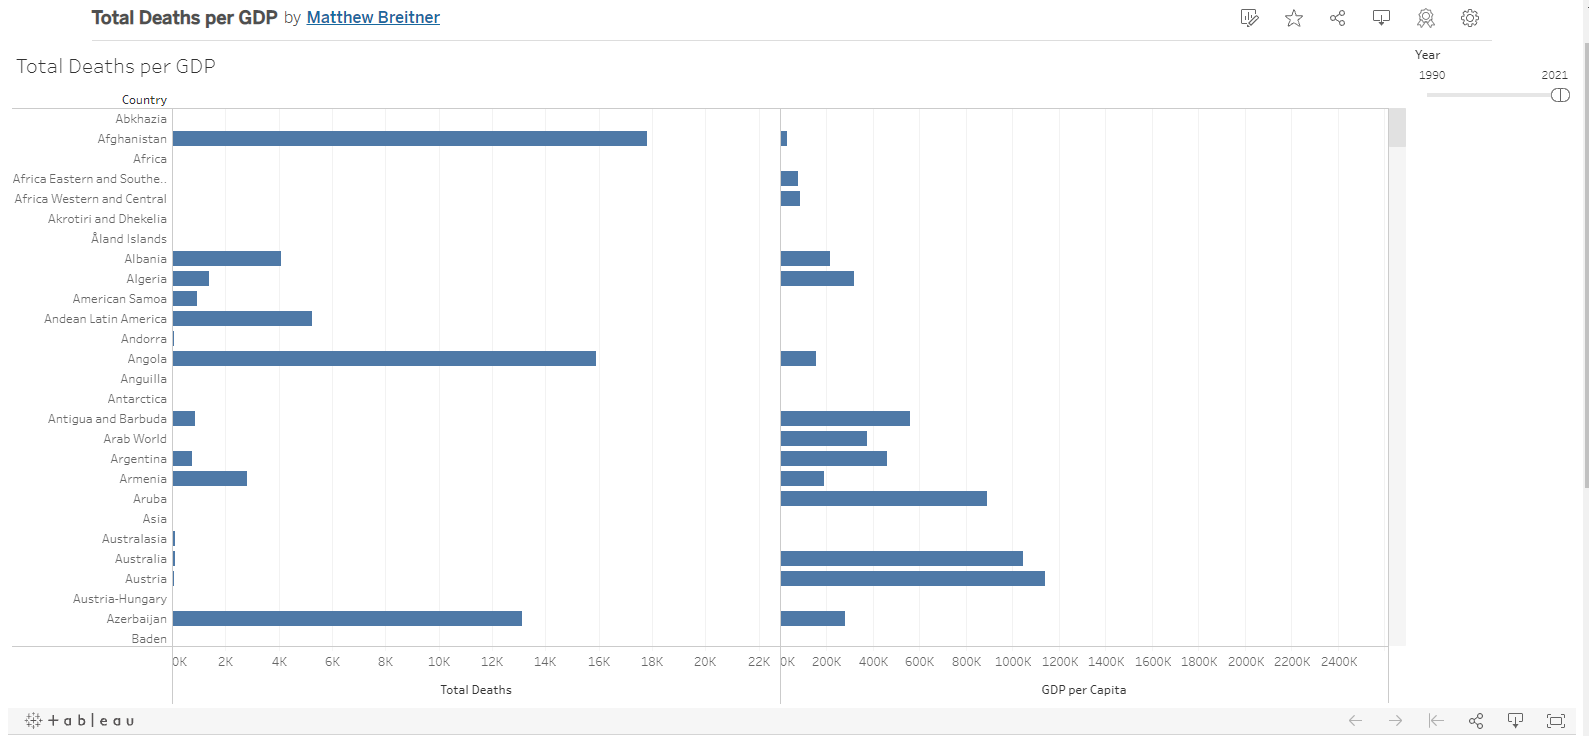 Total Deaths per GDP by Matthew Breitner
Total Deaths per GDP
Year
1990 2021
Country
Abkhazia
Afghanistan
Africa
Africa Eastern and Southe..
Africa Western and Central
Akrotiri and Dhekelia
Åland Islands
Albania
Algeria
American Samoa
Andean Latin America
Andorra
Angola
Anguilla
Antarctica
Antigua and Barbuda
Arab World
Argentina
Armenia
Aruba
Asia
Australasia
Australia
Austria
Austria-Hungary
Azerbaijan
Baden
0K 2K 4K 6K 8K 10K 12K 14K 16K 18K 20K 22K 0K 200K 400K 600K 800K 1000K 1200K 1400K 1600K 1800K 2000K 2200K 2400K
Total Deaths GDP per Capita
+ableau